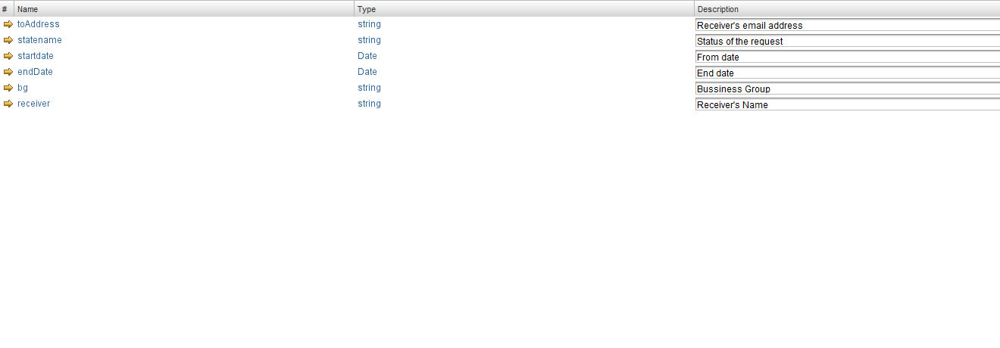 # Name Type Description
toAddress string Receiver's email address
statename string Status of the request
startdate Date From date
endDate Date End date
bg string Bussiness Group
receiver string Receiver's Name